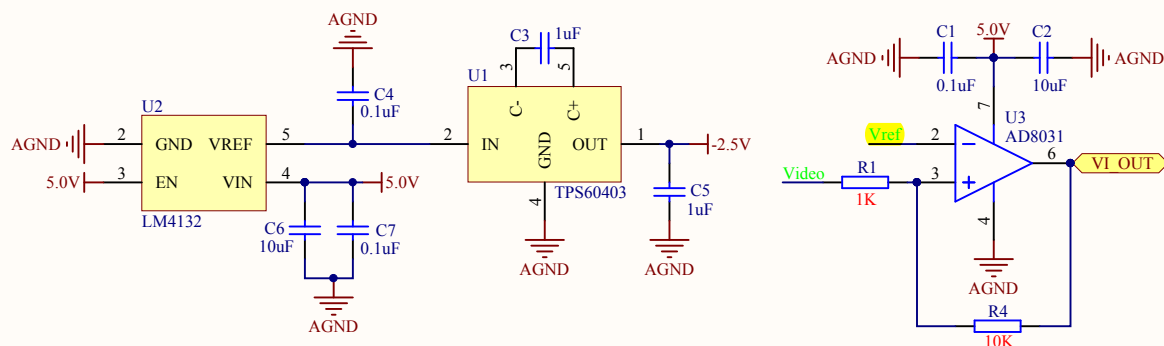 AGND
C3
1uF
3
5
U1
C4
0.1uF
C-
C+
U2
AGND
2
GND
VREF
5
2
IN
GND
OUT
1
-2.5V
5.0V
3
EN
VIN
4
5.0V
TPS60403
4
C5
1uF
LM4132
C6
10uF
C7
0.1uF
AGND
AGND
AGND
C1
5.0V
C2
AGND
0.1uF
10uF
AGND
7
U3
AD8031
Vref
2
6
VI_OUT
Video
R1
3
1K
4
AGND
R4
10K